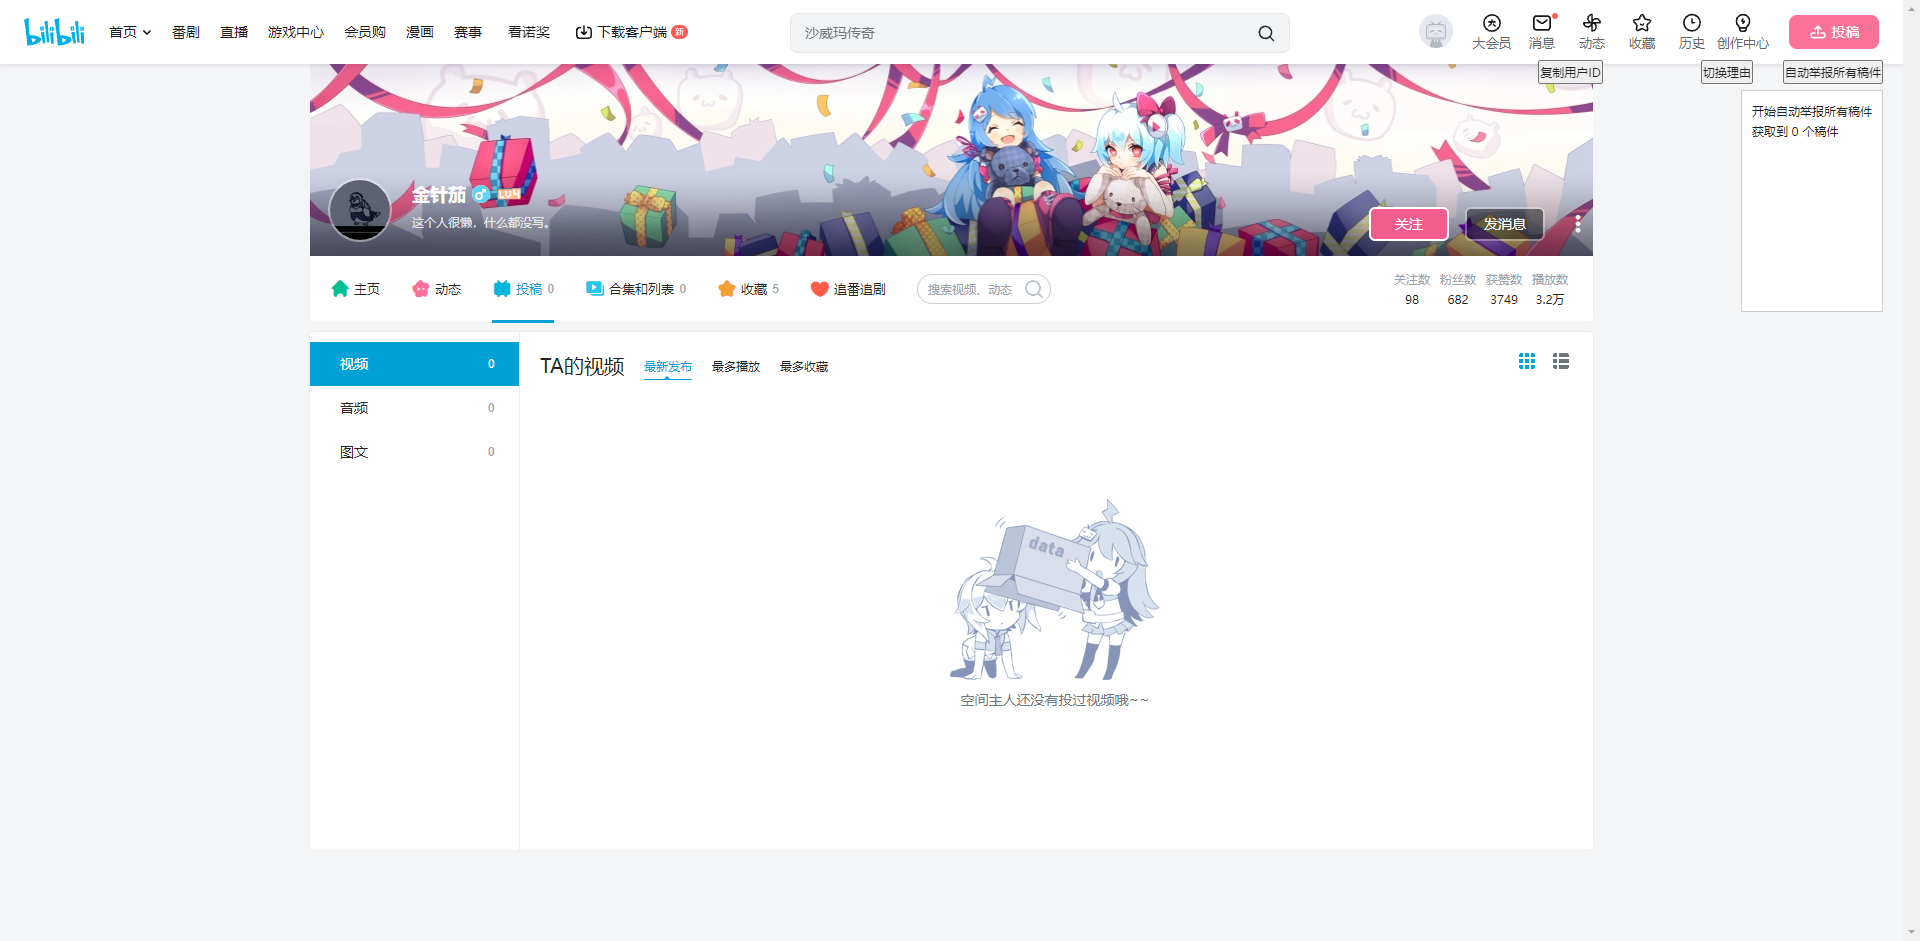 bilibili 首页 番剧 直播 游戏中心 会员购 漫画 赛事 看诺奖 下载客户端 新 沙威玛传奇 大会员 消息 动态 收藏 历史 创作中心 投稿
复制用户ID 切换理由 自动举报所有稿件
开始自动举报所有稿件
获取到 0 个稿件
金针茄 LV4
这个人很懒，什么都没写。
关注 发消息
主页 动态 投稿 0 合集和列表 0 收藏 5 追番追剧 搜索视频、动态
关注数 粉丝数 获赞数 播放数
98 682 3749 3.2万
视频 0
音频 0
图文 0
TA的视频 最新发布 最多播放 最多收藏
data
空间主人还没有投过视频哦~~